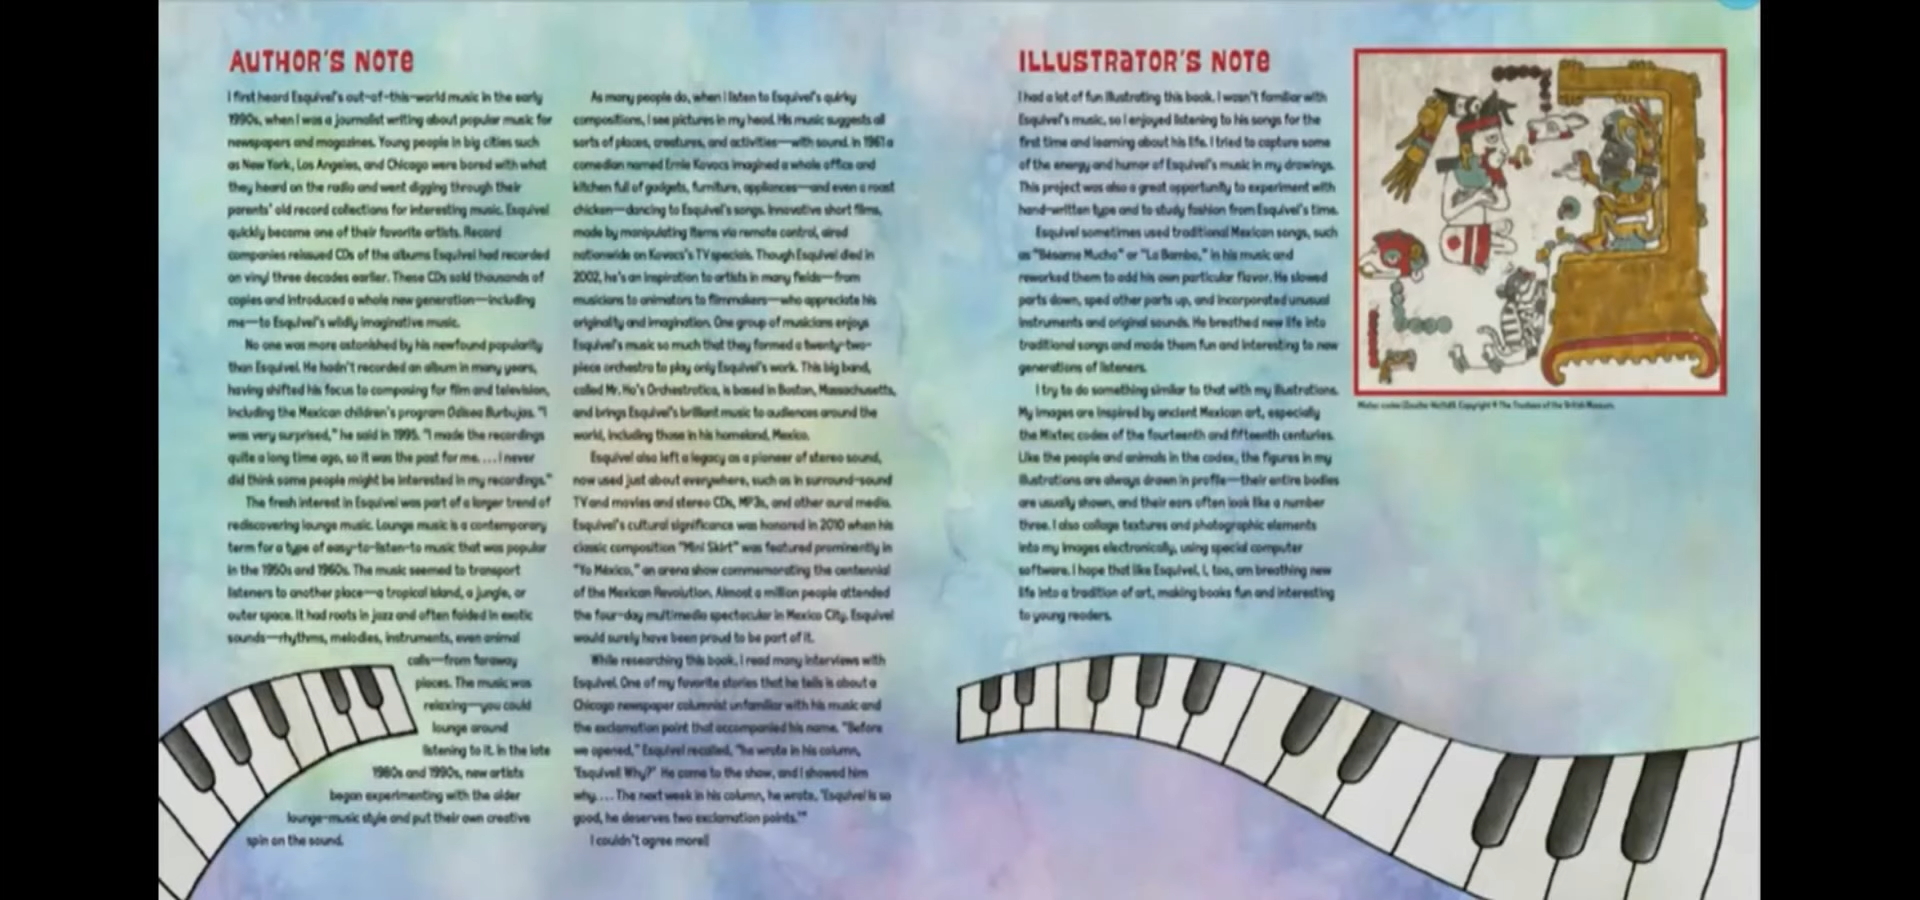 AUTHOR'S NOTE
I first heard Esquivel's out-of-this-world music in the early
1990s, when I was a journalist writing about popular music for
newspapers and magazines. Young people in big cities such
as New York, Los Angeles, and Chicago were bored with what
they heard on the radio and went digging through their
parents' old record collections for interesting music. Esquivel
quickly became one of their favorite artists. Record
companies reissued CDs of the albums Esquivel had recorded
on vinyl three decades earlier. These CDs sold thousands of
copies and introduced a whole new generation—including
me—to Esquivel's wildly imaginative music.
No one was more astonished by his newfound popularity
than Esquivel. He hadn't recorded an album in many years,
having shifted his focus to composing for film and television,
including the Mexican children's program Odisea Burbujas. "I
was very surprised," he said in 1995. "I made the recordings
quite a long time ago, so it was the past for me. . . . I never
did think some people might be interested in my recordings."
The fresh interest in Esquivel was part of a larger trend of
rediscovering lounge music. Lounge music is a contemporary
term for a type of easy-to-listen-to music that was popular
in the 1950s and 1960s. The music seemed to transport
listeners to another place—a tropical island, a jungle, or
outer space. It had roots in jazz and often folded in exotic
sounds—rhythms, melodies, instruments, even animal
calls—from faraway
places. The music was
relaxing—you could
lounge around
listening to it. In the late
1980s and 1990s, new artists
began experimenting with the older
lounge-music style and put their own creative
spin on the sound.
As many people do, when I listen to Esquivel's quirky
compositions, I see pictures in my head. His music suggests all
sorts of places, creatures, and activities—with sound. In 1961 a
comedian named Ernie Kovacs imagined a whole office and
kitchen full of gadgets, furniture, appliances—and even a roast
chicken—dancing to Esquivel's songs. Innovative short films,
made by manipulating items via remote control, aired
nationwide on Kovacs's TV specials. Though Esquivel died in
2002, he's an inspiration to artists in many fields—from
musicians to animators to filmmakers—who appreciate his
originality and imagination. One group of musicians enjoys
Esquivel's music so much that they formed a twenty-two-
piece orchestra to play only Esquivel's work. This big band,
called Mr. Ho's Orchestrotica, is based in Boston, Massachusetts,
and brings Esquivel's brilliant music to audiences around the
world, including those in his homeland, Mexico.
Esquivel also left a legacy as a pioneer of stereo sound,
now used just about everywhere, such as in surround-sound
TV and movies and stereo CDs, MP3s, and other aural media.
Esquivel's cultural significance was honored in 2010 when his
classic composition "Mini Skirt" was featured prominently in
"Yo México," an arena show commemorating the centennial
of the Mexican Revolution. Almost a million people attended
the four-day multimedia spectacular in Mexico City. Esquivel
would surely have been proud to be part of it.
While researching this book, I read many interviews with
Esquivel. One of my favorite stories that he tells is about a
Chicago newspaper columnist unfamiliar with his music and
the exclamation point that accompanied his name. "Before
we opened," Esquivel recalled, "he wrote in his column,
'Esquivel! Why?' He came to the show, and I showed him
why. . . . The next week in his column, he wrote, 'Esquivel is so
good, he deserves two exclamation points.'"
I couldn't agree more!!
ILLUSTRATOR'S NOTE
I had a lot of fun illustrating this book. I wasn't familiar with
Esquivel's music, so I enjoyed listening to his songs for the
first time and learning about his life. I tried to capture some
of the energy and humor of Esquivel's music in my drawings.
This project was also a great opportunity to experiment with
hand-written type and to study fashion from Esquivel's time.
Esquivel sometimes used traditional Mexican songs, such
as "Bésame Mucho" or "La Bamba," in his music and
reworked them to add his own particular flavor. He slowed
parts down, sped other parts up, and incorporated unusual
instruments and original sounds. He breathed new life into
traditional songs and made them fun and interesting to new
generations of listeners.
I try to do something similar to that with my illustrations.
My images are inspired by ancient Mexican art, especially
the Mixtec codex of the fourteenth and fifteenth centuries.
Like the people and animals in the codex, the figures in my
illustrations are always drawn in profile—their entire bodies
are usually shown, and their ears often look like a number
three. I also collage textures and photographic elements
into my images electronically, using special computer
software. I hope that like Esquivel, I, too, am breathing new
life into a tradition of art, making books fun and interesting
to young readers.
Mixtec codex (Zouche-Nuttall). Copyright © The Trustees of the British Museum.